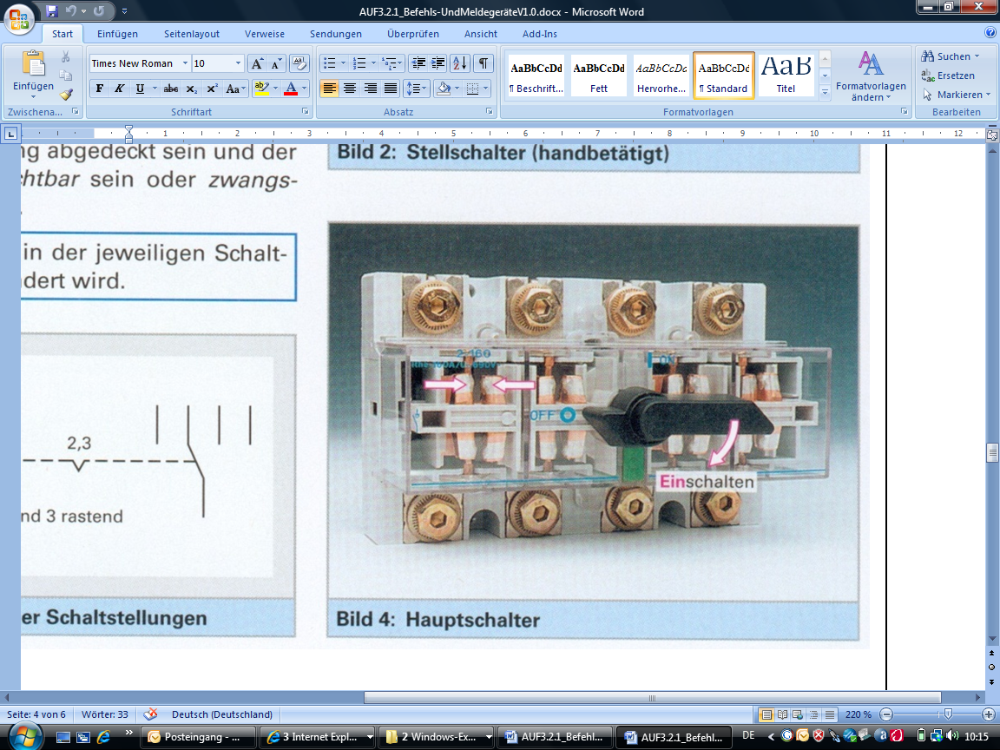 AUF3.2.1_Befehls-UndMeldegeräteV1.0.docx - Microsoft Word
Start Einfügen Seitenlayout Verweise Sendungen Überprüfen Ansicht Add-Ins
Einfügen
Times New Roman 10
F K U abc x₂ x² Aa
AaBbCcDd AaBbCcDd AaBbCcDd AaBbCcDd AaB
¶ Beschrift... Fett Hervorhe... ¶ Standard Titel
Formatvorlagen
ändern
Suchen
Ersetzen
Markieren
Zwischena... Schriftart Absatz Formatvorlagen Bearbeiten
1 2 3 4 5 6 7 8 9 10 11 12
ng abgedeckt sein und der
chtbar sein oder zwangs-
.
in der jeweiligen Schalt-
ndert wird.
2,3
nd 3 rastend
er Schaltstellungen
Bild 2: Stellschalter (handbetätigt)
ON
OFF
Einschalten
Bild 4: Hauptschalter
Seite: 4 von 6 Wörter: 33 Deutsch (Deutschland) 220 %
Posteingang - ... 3 Internet Expl... 2 Windows-Ex... AUF3.2.1_Befehl... AUF3.2.1_Befehl... DE 10:15